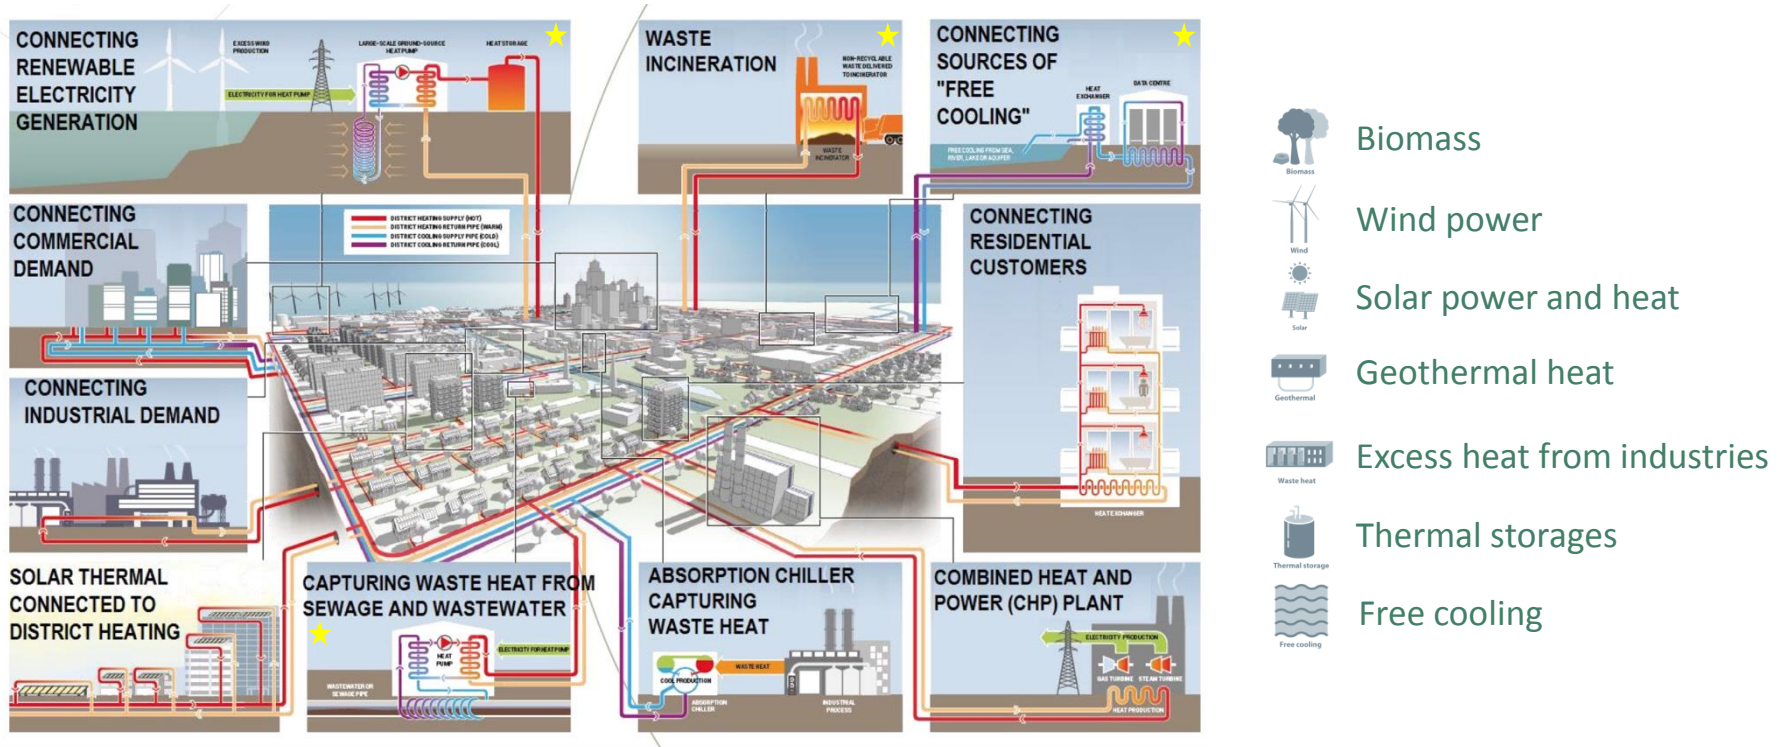 CONNECTING
RENEWABLE
ELECTRICITY
GENERATION
EXCESS WIND
PRODUCTION
ELECTRICITY FOR HEAT PUMP
LARGE-SCALE GROUND-SOURCE
HEAT PUMP
HEAT STORAGE
WASTE
INCINERATION
NON-RECYCLABLE
WASTE DELIVERED
TO INCINERATOR
WASTE
INCINERATOR
CONNECTING
SOURCES OF
"FREE
COOLING"
HEAT
EXCHANGER
DATA CENTRE
FREE COOLING FROM SEA,
RIVER, LAKE OR AQUIFER
CONNECTING
COMMERCIAL
DEMAND
DISTRICT HEATING SUPPLY (HOT)
DISTRICT HEATING RETURN PIPE (WARM)
DISTRICT COOLING SUPPLY PIPE (COLD)
DISTRICT COOLING RETURN PIPE (COOL)
CONNECTING
RESIDENTIAL
CUSTOMERS
HEAT EXHANGER
CONNECTING
INDUSTRIAL DEMAND
SOLAR THERMAL
CONNECTED TO
DISTRICT HEATING
CAPTURING WASTE HEAT FROM
SEWAGE AND WASTEWATER
HEAT
PUMP
ELECTRICITY FOR HEAT PUMP
WASTEWATER OR
SEWAGE PIPE
ABSORPTION CHILLER
CAPTURING
WASTE HEAT
WASTE HEAT
COOL PRODUCTION
ABSORPTION
CHILLER
INDUSTRIAL
PROCESS
COMBINED HEAT AND
POWER (CHP) PLANT
ELECTRICITY PRODUCTION
GAS TURBINE
STEAM TURBINE
HEAT PRODUCTION
Biomass
Biomass
Wind power
Wind
Solar power and heat
Solar
Geothermal heat
Geothermal
Excess heat from industries
Waste heat
Thermal storages
Thermal storage
Free cooling
Free cooling